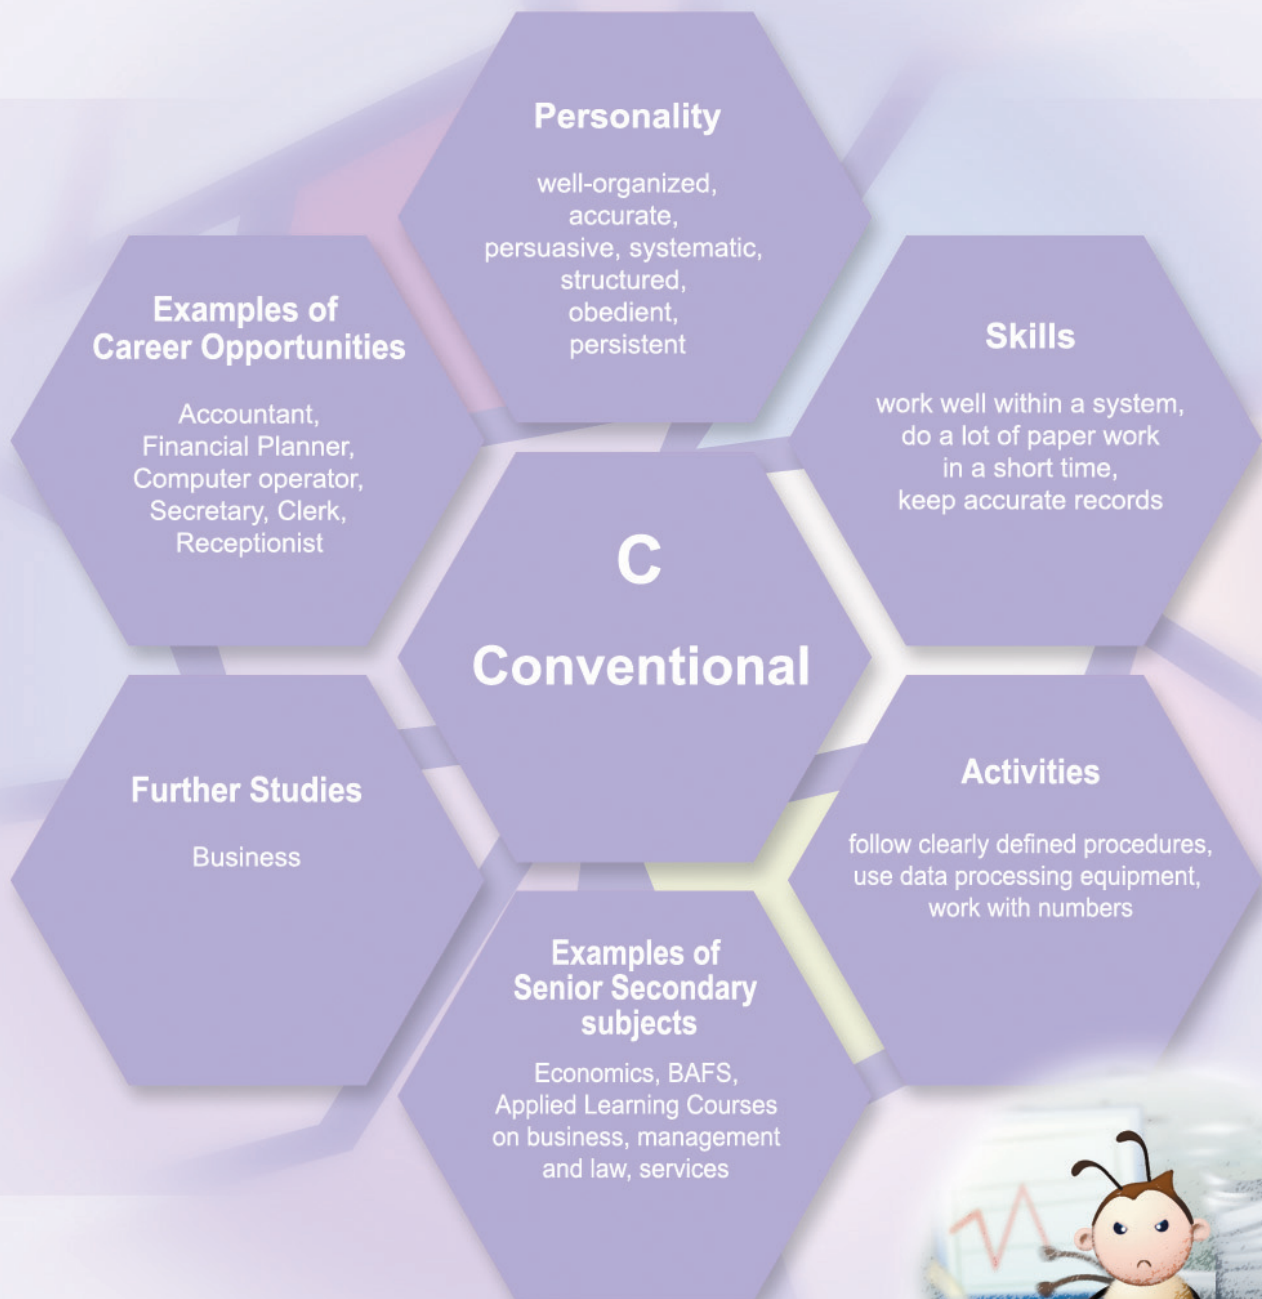 Personality
well-organized,
accurate,
persuasive, systematic,
structured,
obedient,
persistent
Examples of
Career Opportunities
Accountant,
Financial Planner,
Computer operator,
Secretary, Clerk,
Receptionist
Skills
work well within a system,
do a lot of paper work
in a short time,
keep accurate records
C
Conventional
Further Studies
Business
Activities
follow clearly defined procedures,
use data processing equipment,
work with numbers
Examples of
Senior Secondary
subjects
Economics, BAFS,
Applied Learning Courses
on business, management
and law, services